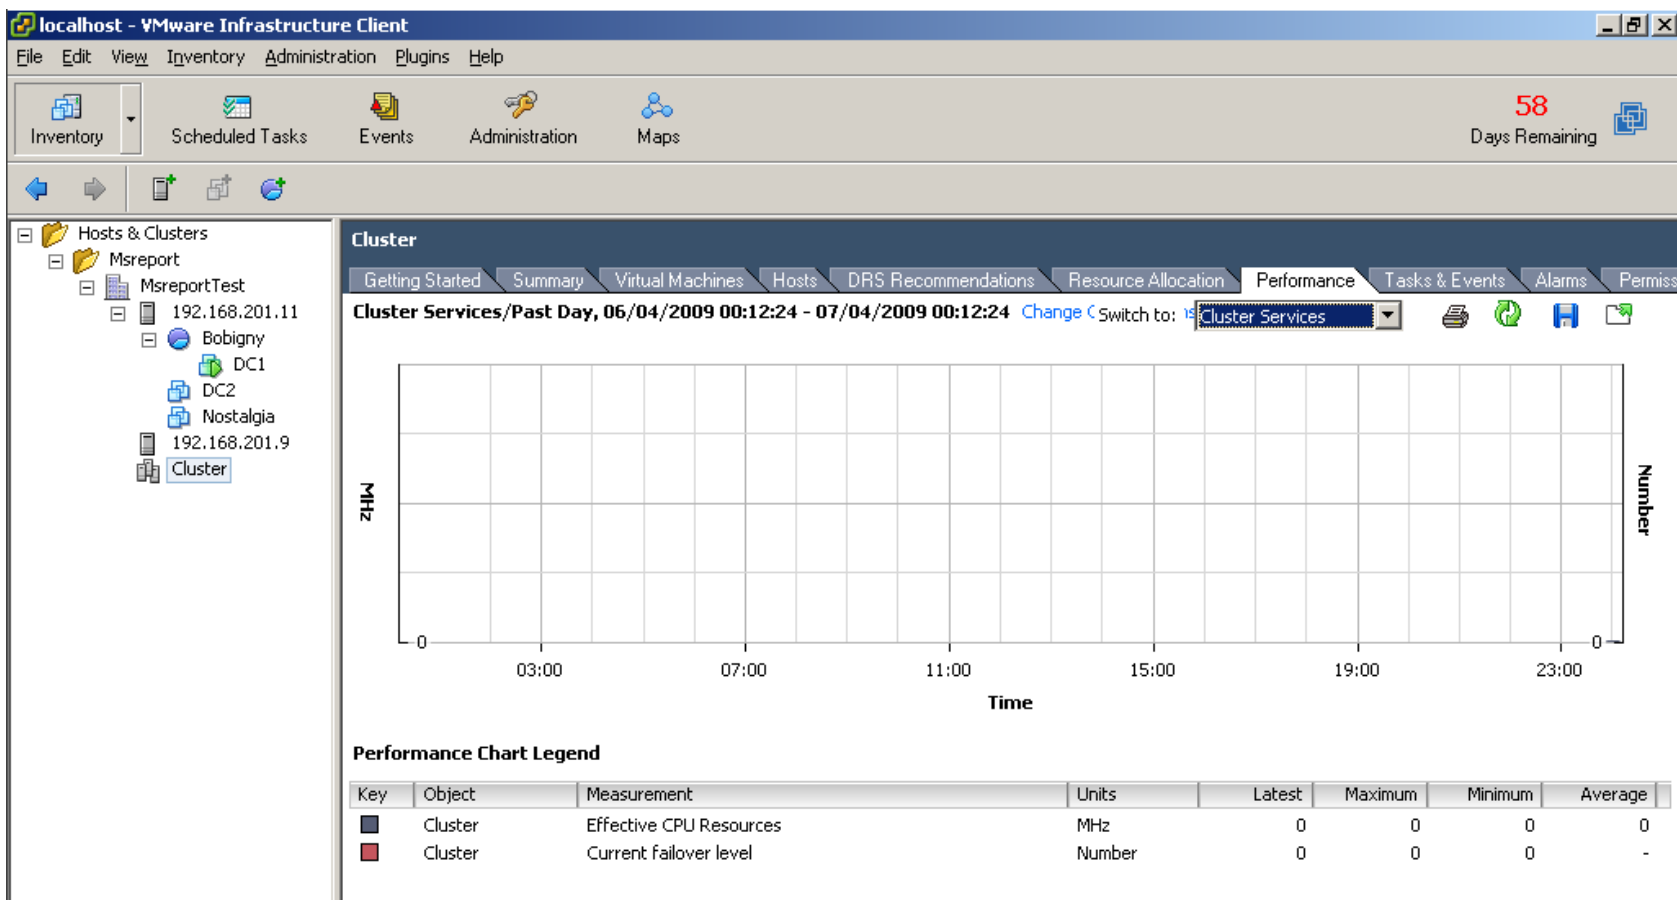 localhost - VMware Infrastructure Client
File Edit View Inventory Administration Plugins Help
Inventory Scheduled Tasks Events Administration Maps
58
Days Remaining
Hosts & Clusters
Msreport
MsreportTest
192.168.201.11
Bobigny
DC1
DC2
Nostalgia
192.168.201.9
Cluster
Cluster
Getting Started Summary Virtual Machines Hosts DRS Recommendations Resource Allocation Performance Tasks & Events Alarms Permiss
Cluster Services/Past Day, 06/04/2009 00:12:24 - 07/04/2009 00:12:24 Change Switch to: Cluster Services
MHz
Number
0 0
03:00 07:00 11:00 15:00 19:00 23:00
Time
Performance Chart Legend
Key Object Measurement Units Latest Maximum Minimum Average
Cluster Effective CPU Resources MHz 0 0 0 0
Cluster Current failover level Number 0 0 0 -